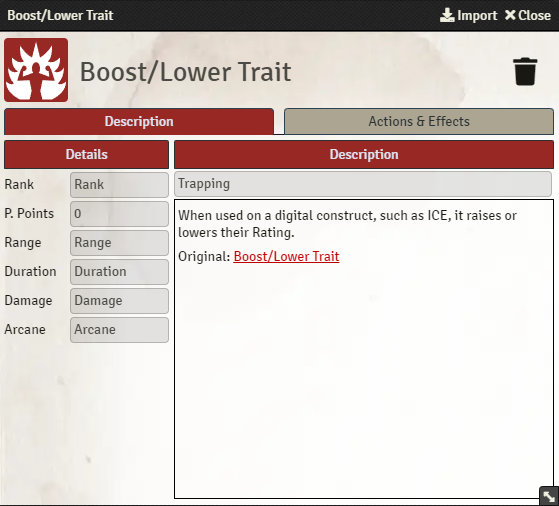 Boost/Lower Trait
Import
Close
Boost/Lower Trait
Description
Actions & Effects
Details
Description
Rank Rank
P. Points 0
Range Range
Duration Duration
Damage Damage
Arcane Arcane
Trapping
When used on a digital construct, such as ICE, it raises or
lowers their Rating.
Original: Boost/Lower Trait